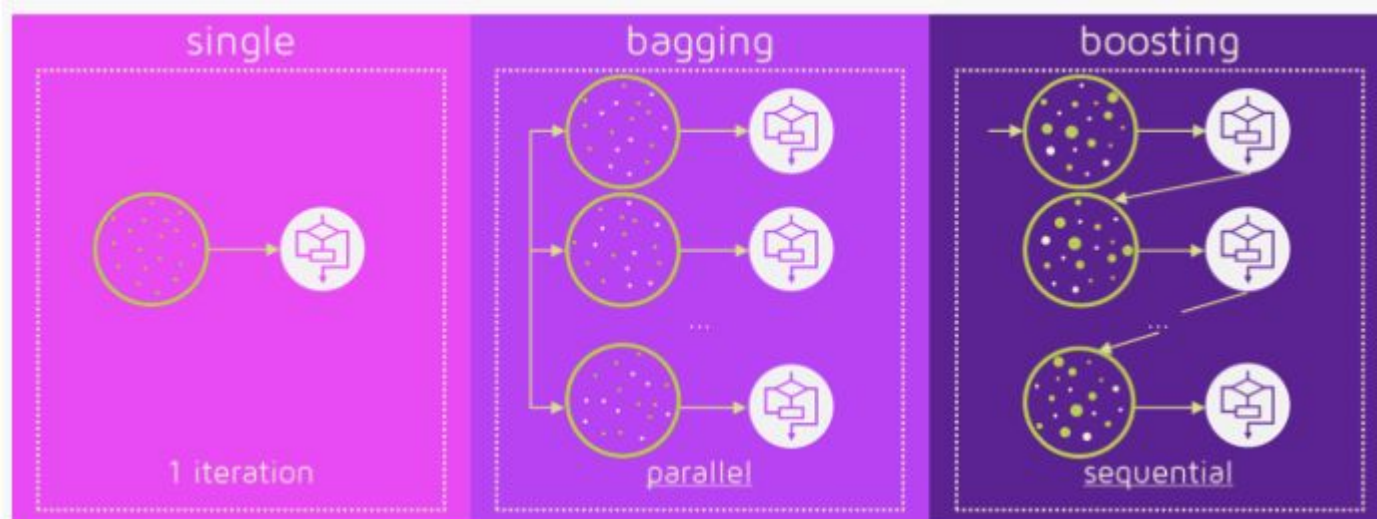 single
bagging
boosting
...
...
1 iteration
parallel
sequential